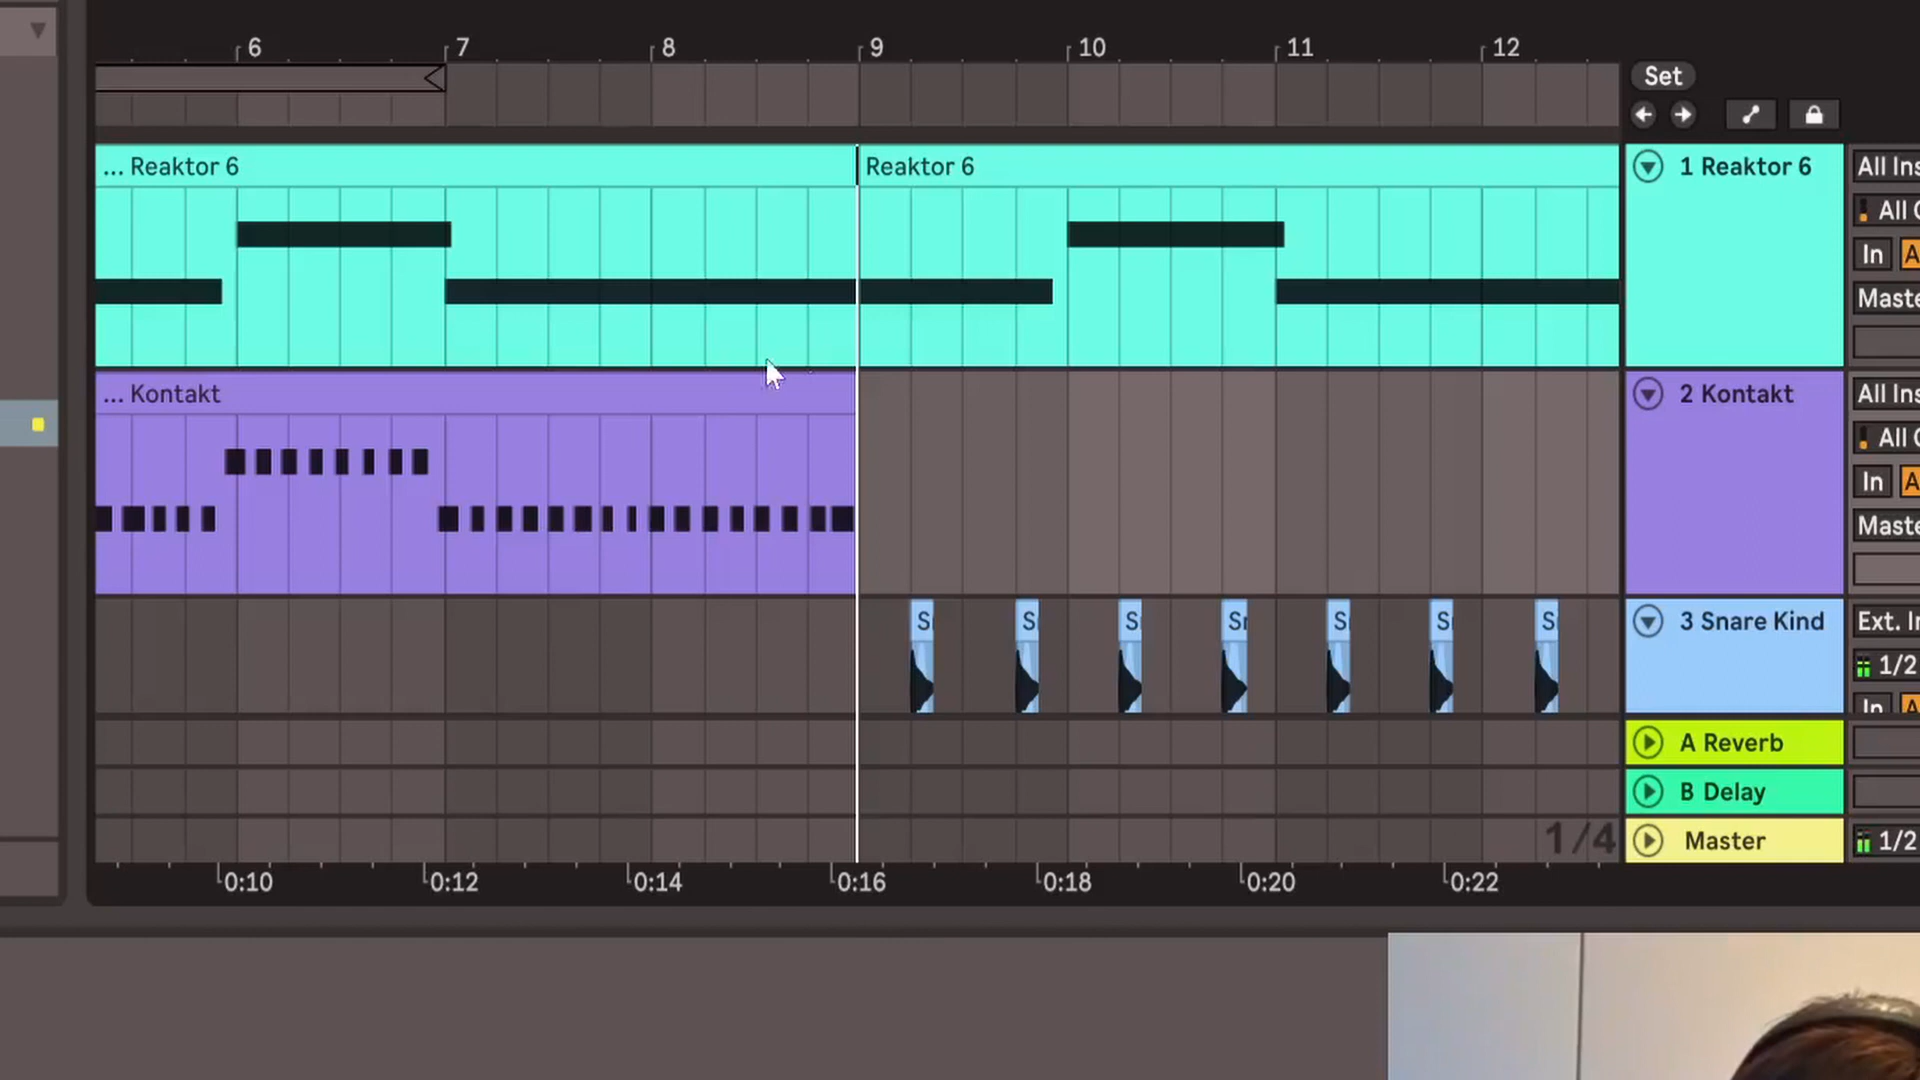 6 7 8 9 10 11 12
Set
... Reaktor 6 Reaktor 6 1 Reaktor 6 All Ins
All C
In A
Maste
... Kontakt 2 Kontakt All Ins
All C
In A
Maste
S S S Sr S S S 3 Snare Kind Ext. In
1/2
In A
A Reverb
B Delay
1/4 Master 1/2
0:10 0:12 0:14 0:16 0:18 0:20 0:22